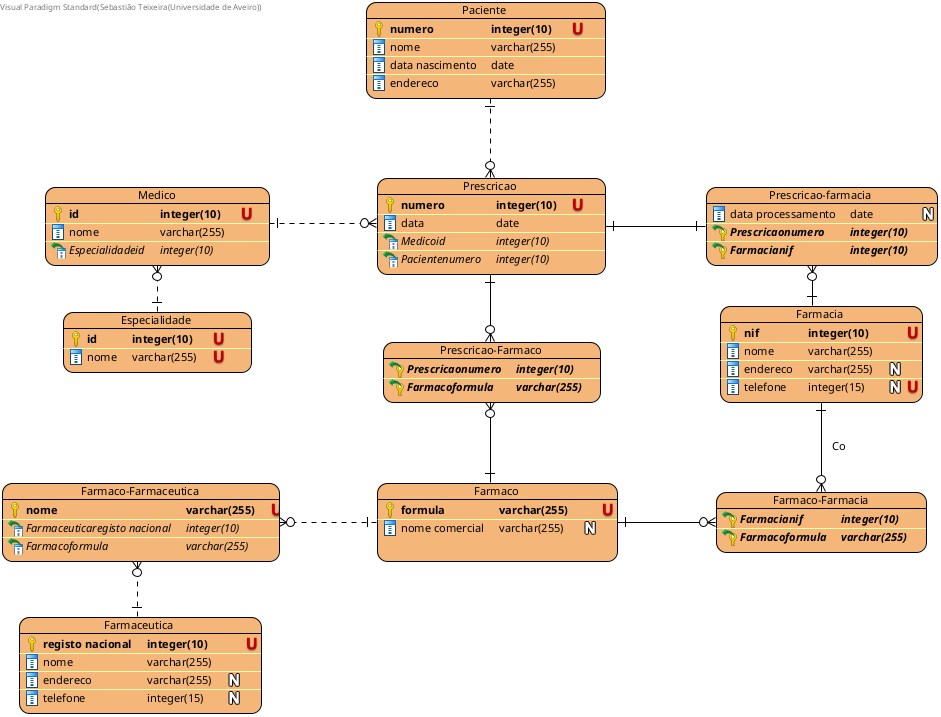 Visual Paradigm Standard(Sebastião Teixeira(Universidade de Aveiro))
Paciente
numero integer(10) U
nome varchar(255)
data nascimento date
endereco varchar(255)
Medico
id integer(10) U
nome varchar(255)
Especialidadeid integer(10)
Prescricao
numero integer(10) U
data date
Medicoid integer(10)
Pacientenumero integer(10)
Prescricao-farmacia
data processamento date N
Prescricaonumero integer(10)
Farmacianif integer(10)
Especialidade
id integer(10) U
nome varchar(255) U
Prescricao-Farmaco
Prescricaonumero integer(10)
Farmacoformula varchar(255)
Farmacia
nif integer(10) U
nome varchar(255)
endereco varchar(255) N
telefone integer(15) N U
Co
Farmaco-Farmaceutica
nome varchar(255) U
Farmaceuticaregisto nacional integer(10)
Farmacoformula varchar(255)
Farmaco
formula varchar(255) U
nome comercial varchar(255) N
Farmaco-Farmacia
Farmacianif integer(10)
Farmacoformula varchar(255)
Farmaceutica
registo nacional integer(10) U
nome varchar(255)
endereco varchar(255) N
telefone integer(15) N